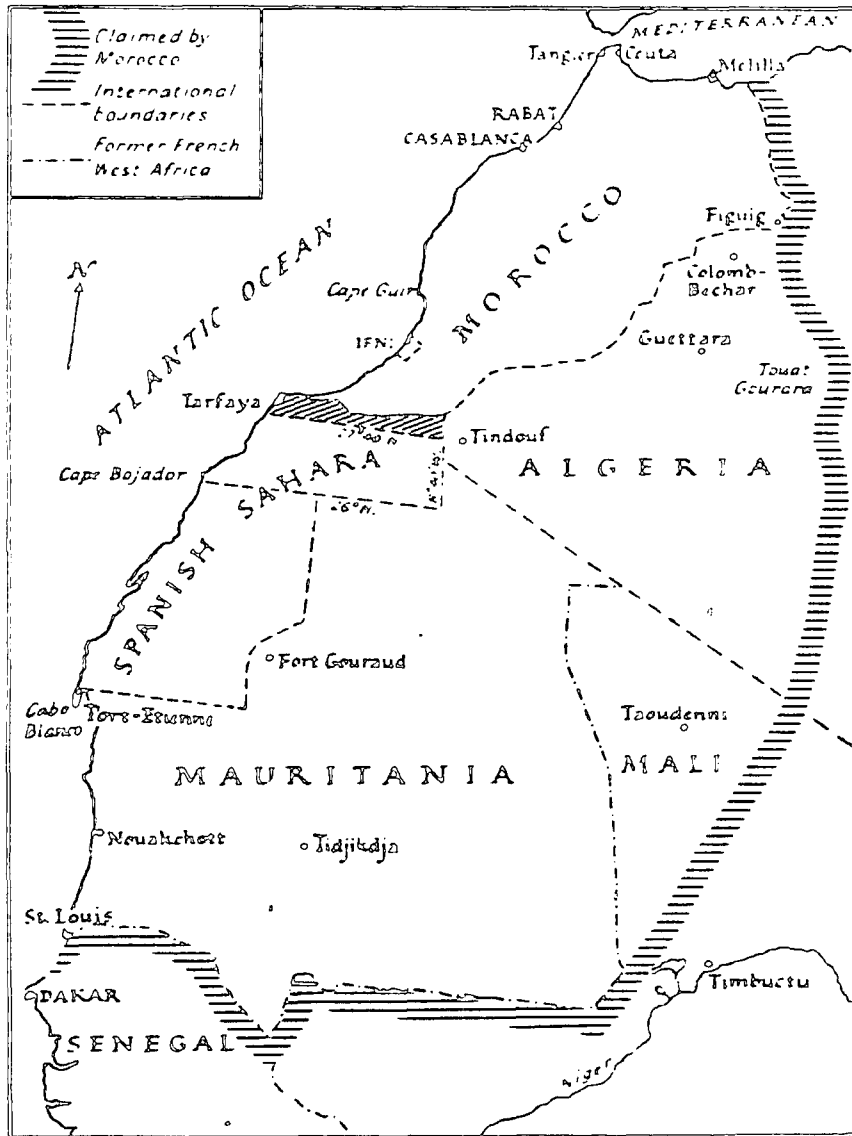 Claimed by
Morocco
International
boundaries
Former French
West Africa
MEDITERRANEAN
Tangier
Ceuta
Melilla
RABAT
CASABLANCA
ATLANTIC OCEAN
N
MOROCCO
Figuig
Colomb-
Bechar
Cape Guir
IFNI
Guettara
Touat
Gourara
Tarfaya
Tindouf
Cape Bojador
ALGERIA
SPANISH SAHARA
26° N.
Fort Gouraud
Cabo
Blanco
Taoudenni
MALI
MAURITANIA
Nouakchott
Tidjikdja
St. Louis
DAKAR
Timbuctu
SENEGAL
Niger